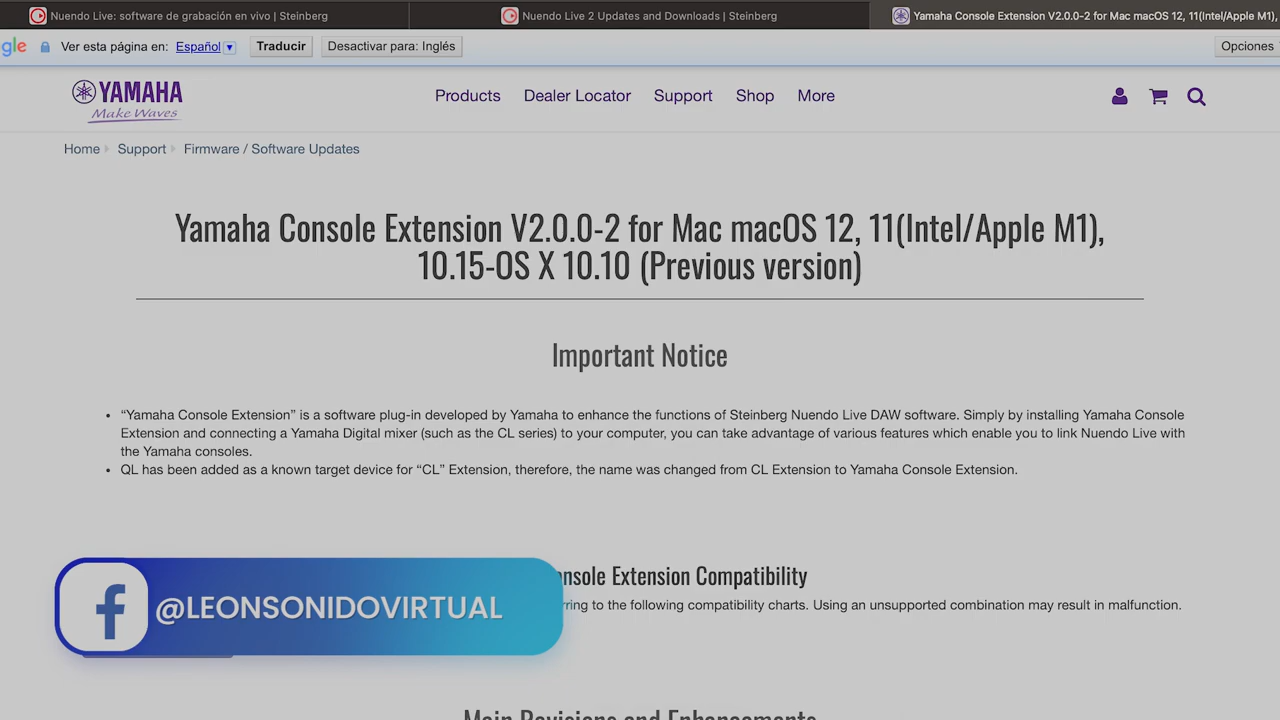 Nuendo Live: software de grabación en vivo | Steinberg
Nuendo Live 2 Updates and Downloads | Steinberg
Yamaha Console Extension V2.0.0-2 for Mac macOS 12, 11(Intel/Apple M1),
gle Ver esta página en: Español Traducir Desactivar para: Inglés Opciones
YAMAHA
Make Waves
Products Dealer Locator Support Shop More
Home Support Firmware / Software Updates
Yamaha Console Extension V2.0.0-2 for Mac macOS 12, 11(Intel/Apple M1),
10.15-OS X 10.10 (Previous version)
Important Notice
• “Yamaha Console Extension” is a software plug-in developed by Yamaha to enhance the functions of Steinberg Nuendo Live DAW software. Simply by installing Yamaha Console
Extension and connecting a Yamaha Digital mixer (such as the CL series) to your computer, you can take advantage of various features which enable you to link Nuendo Live with
the Yamaha consoles.
• QL has been added as a known target device for “CL” Extension, therefore, the name was changed from CL Extension to Yamaha Console Extension.
onsole Extension Compatibility
rring to the following compatibility charts. Using an unsupported combination may result in malfunction.
f @LEONSONIDOVIRTUAL
Main Revisions and Enhancements